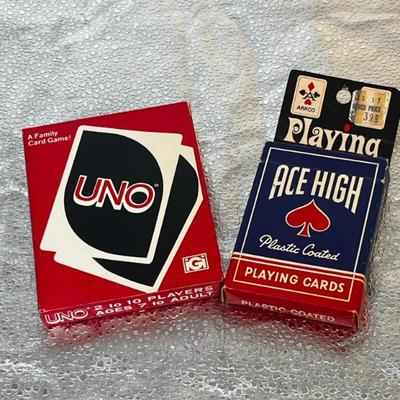 A Family
Card Game!
UNO
G
UNO 2 to 10 PLAYERS
AGES 7 to ADULT
ARRCO
PRICE
Playing
ACE HIGH
Plastic Coated
PLAYING CARDS
PLASTIC COATED